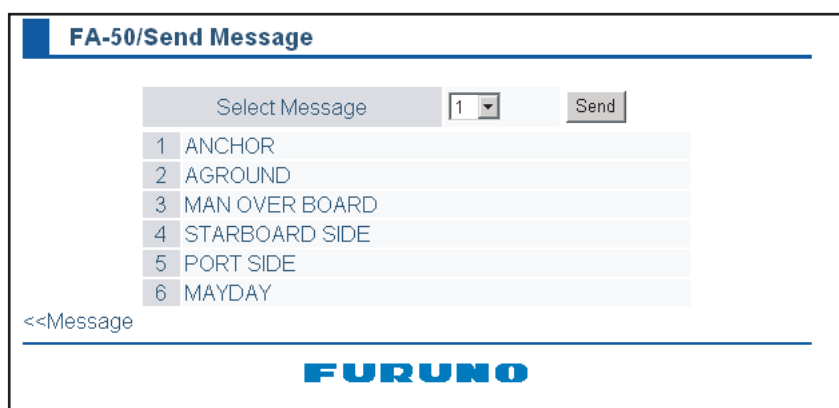 FA-50/Send Message
Select Message 1 Send
1 ANCHOR
2 AGROUND
3 MAN OVER BOARD
4 STARBOARD SIDE
5 PORT SIDE
6 MAYDAY
<<Message
FURUNO